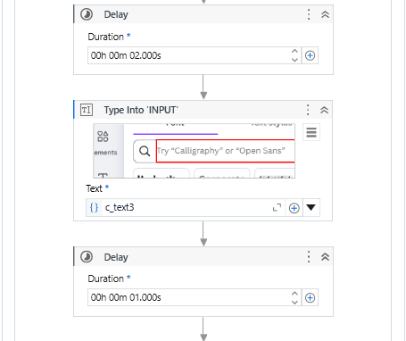 Delay
Duration *
00h 00m 02.000s
Type Into 'INPUT'
ements
Try "Calligraphy" or "Open Sans"
Text *
{} c_text3
Delay
Duration *
00h 00m 01.000s